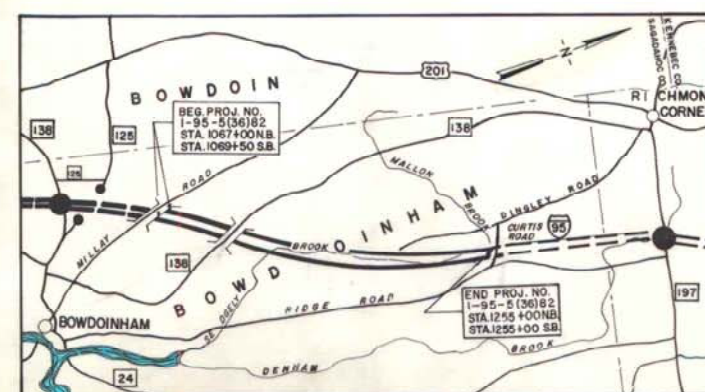 KENNEBEC CO.
SAGADAHOC CO.
201
N
RICHMOND
CORNER
BOWDOIN
BEG. PROJ. NO.
I-95-5(36)82
STA. 1067+00 N.B.
STA. 1069+50 S.B.
138
125
125
138
MALLON
BROOK
MILLAY
ROAD
DINGLEY ROAD
CURTIS
ROAD
95
BOWDOINHAM
BROOK
138
SEDGELY
RIDGE ROAD
END PROJ. NO.
I-95-5(36)82
STA. 1255+00 N.B.
STA. 1255+00 S.B.
197
BOWDOINHAM
24
DENHAM
BROOK